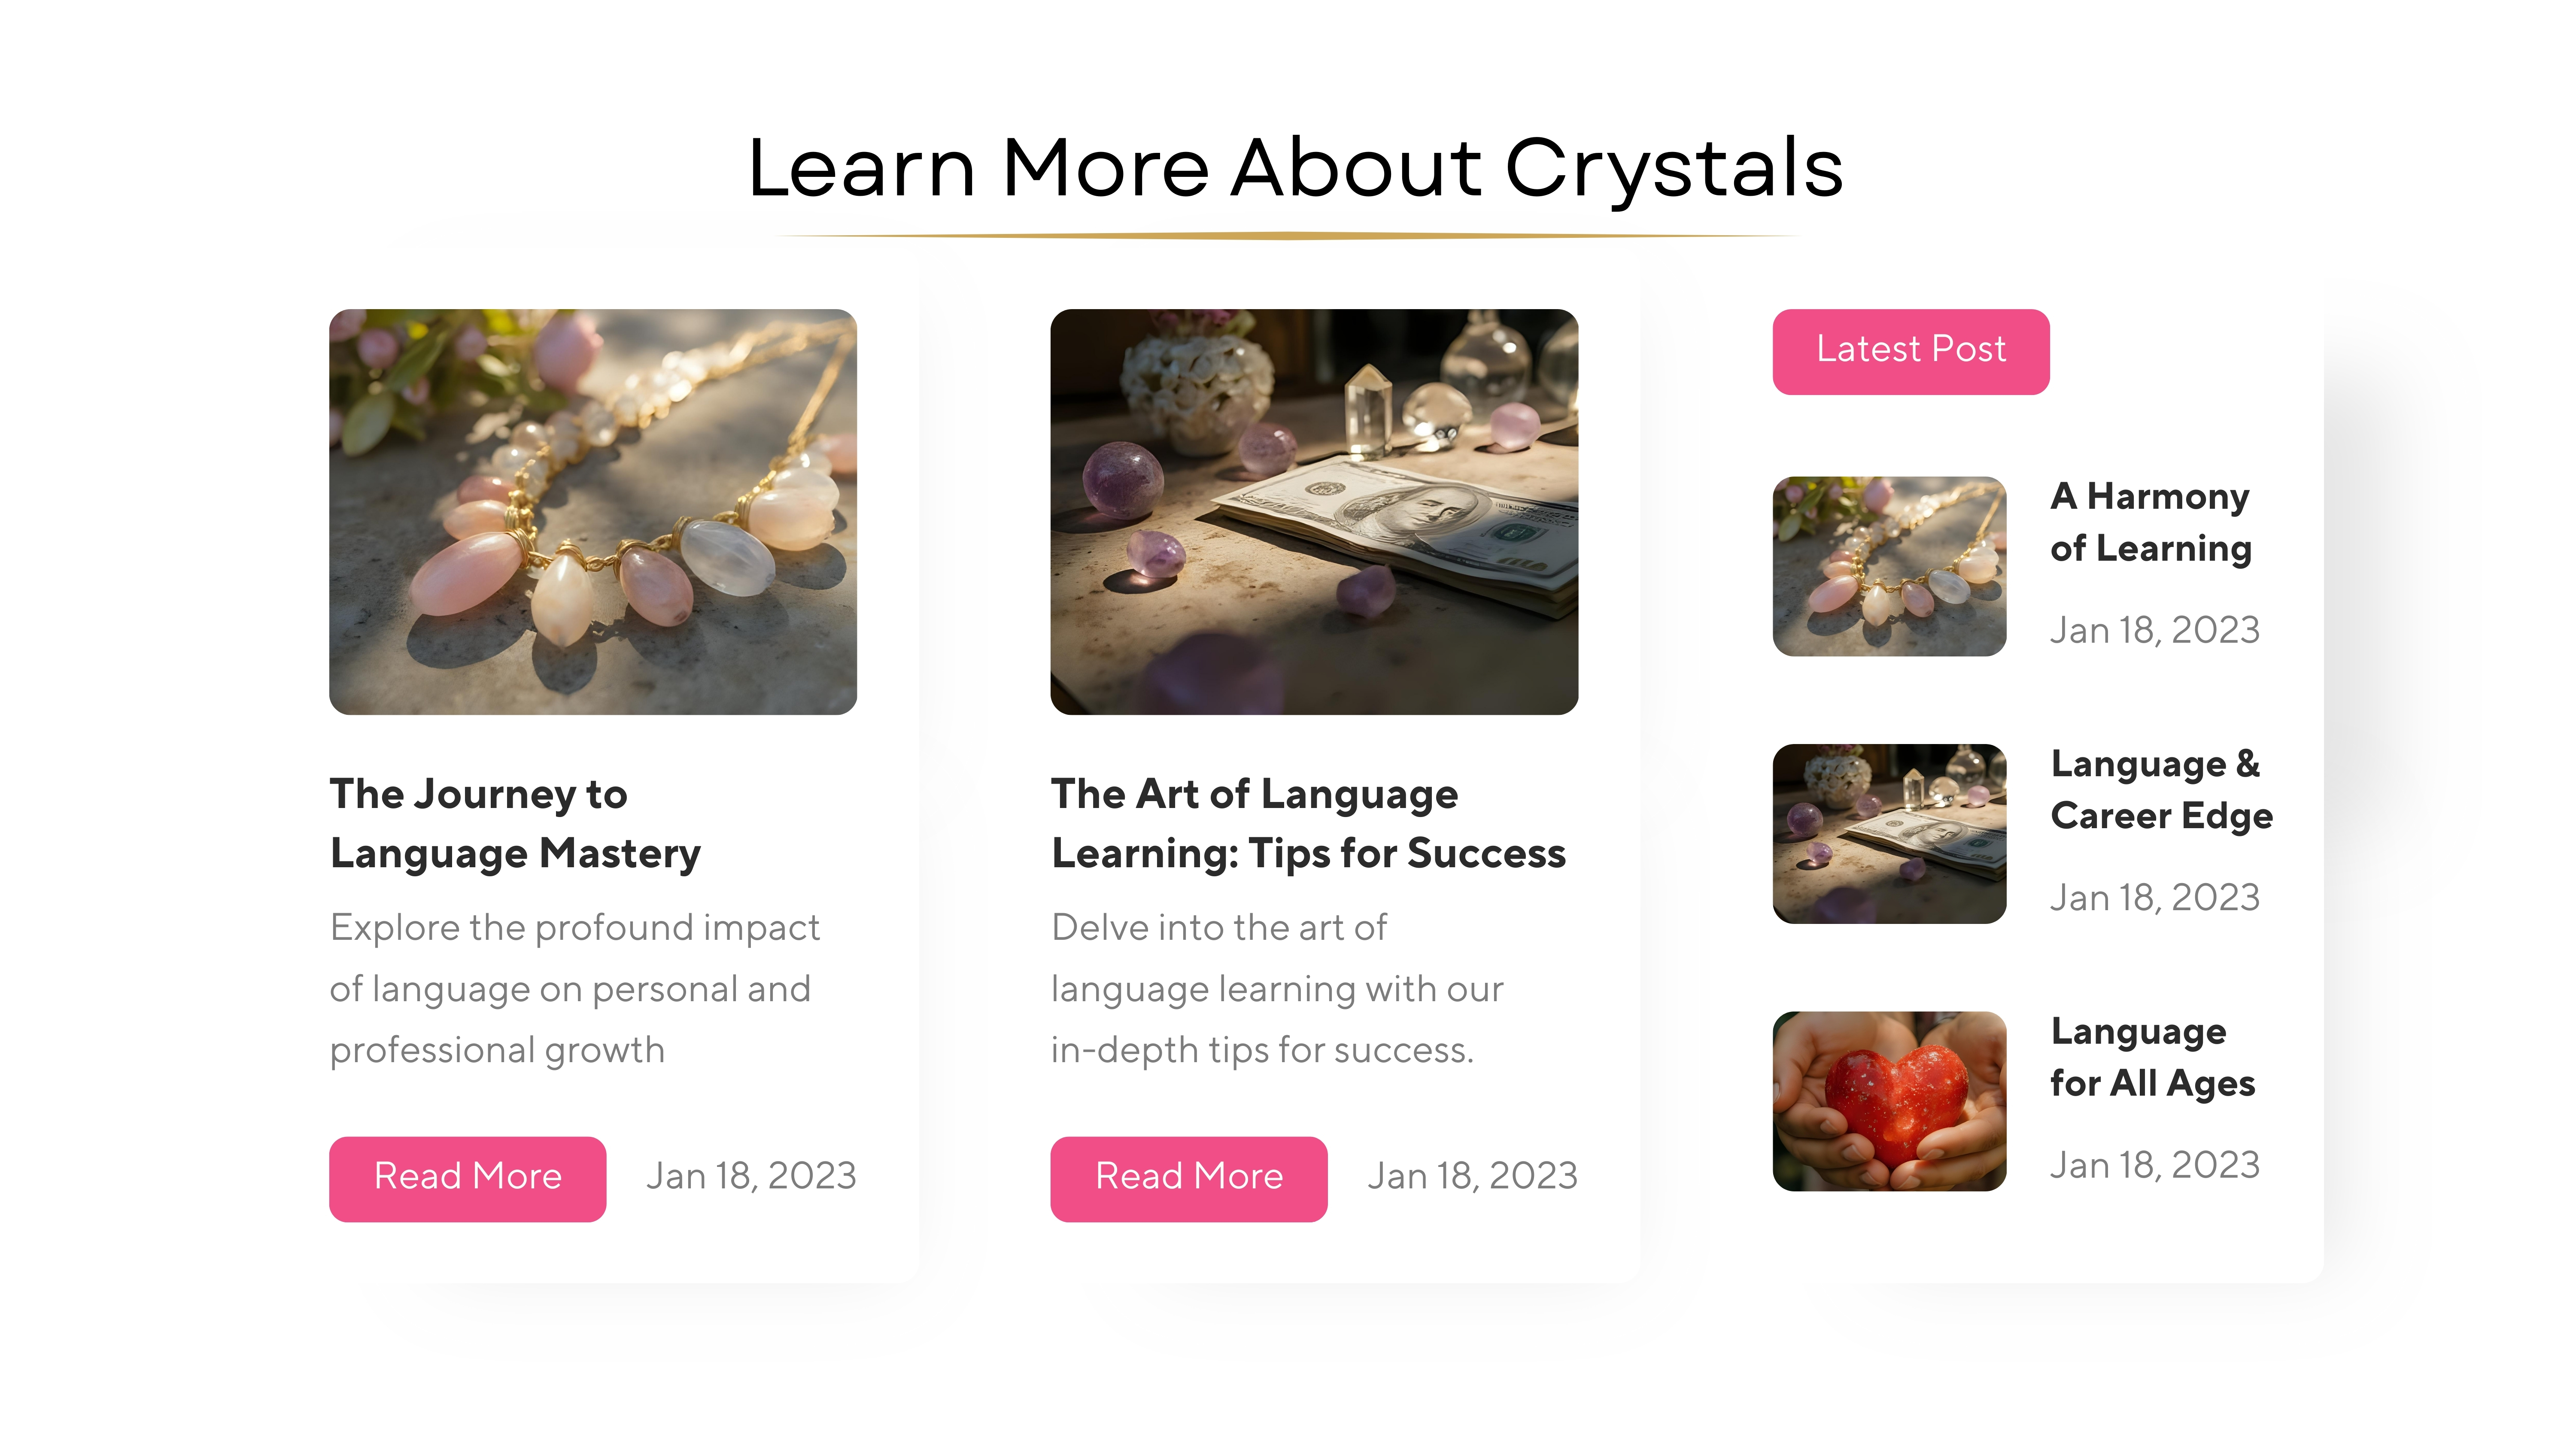 Learn More About Crystals
The Journey to
Language Mastery
Explore the profound impact
of language on personal and
professional growth
Read More
Jan 18, 2023
The Art of Language
Learning: Tips for Success
Delve into the art of
language learning with our
in-depth tips for success.
Read More
Jan 18, 2023
Latest Post
A Harmony
of Learning
Jan 18, 2023
Language &
Career Edge
Jan 18, 2023
Language
for All Ages
Jan 18, 2023